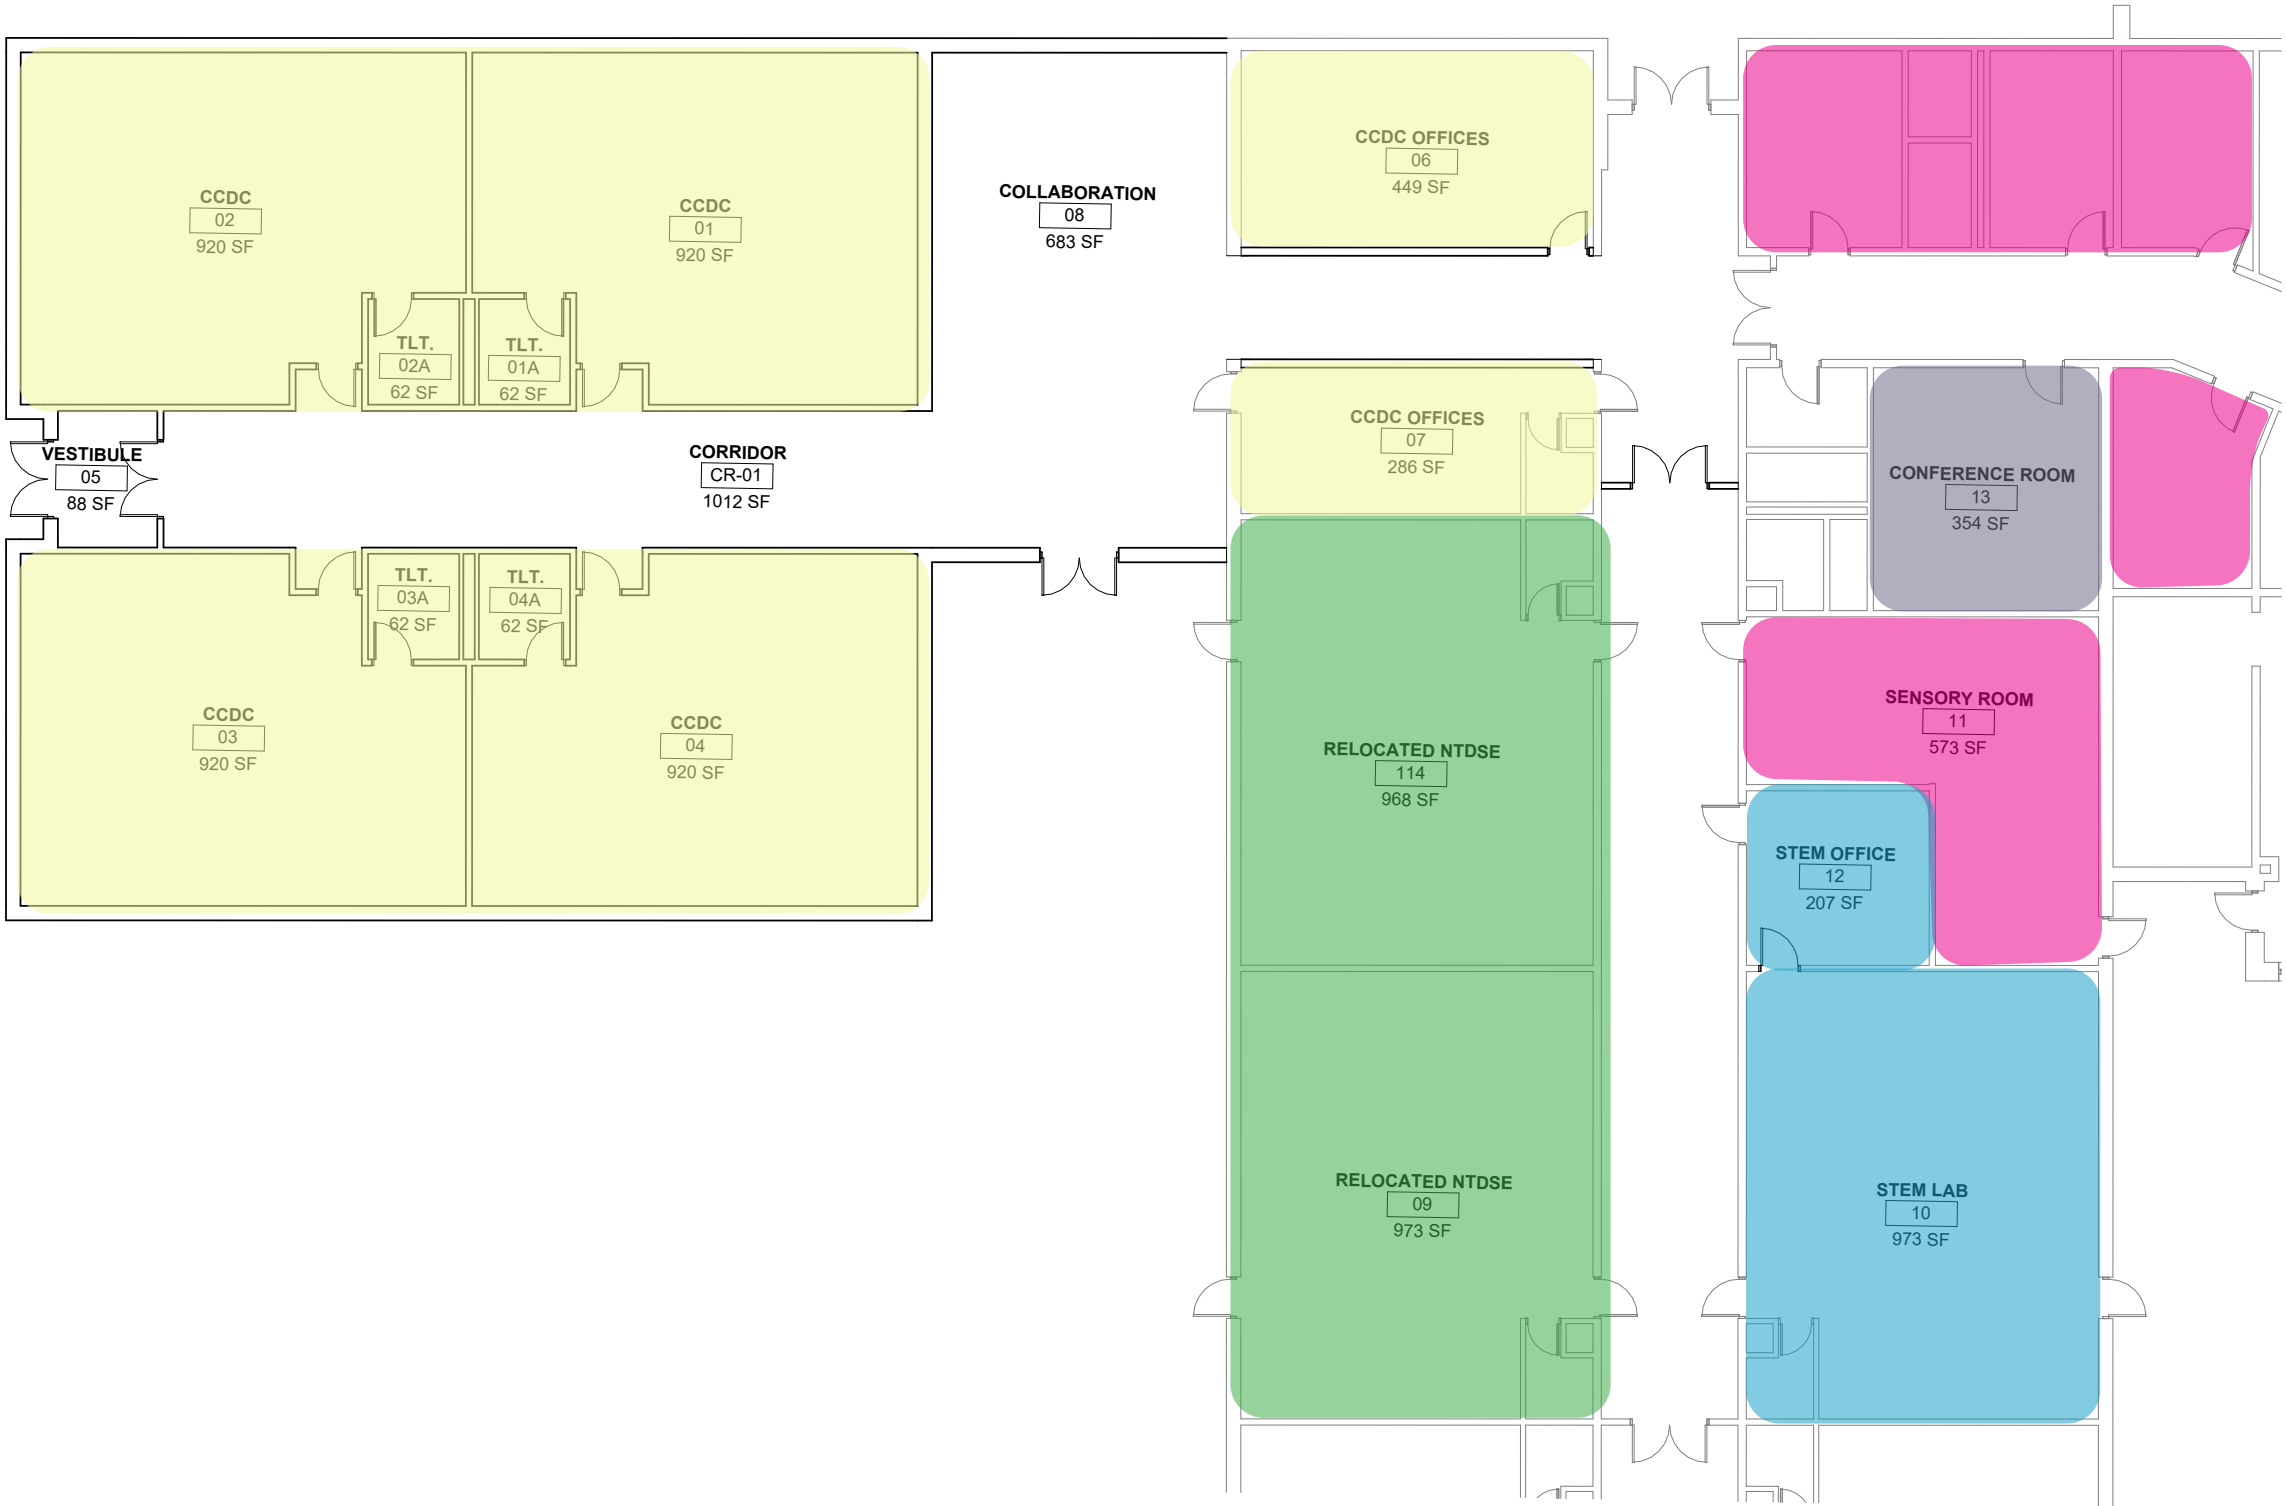 CCDC
02
920 SF
CCDC
01
920 SF
COLLABORATION
08
683 SF
CCDC OFFICES
06
449 SF
TLT.
02A
62 SF
TLT.
01A
62 SF
VESTIBULE
05
88 SF
CORRIDOR
CR-01
1012 SF
CCDC OFFICES
07
286 SF
CONFERENCE ROOM
13
354 SF
TLT.
03A
62 SF
TLT.
04A
62 SF
CCDC
03
920 SF
CCDC
04
920 SF
RELOCATED NTDSE
114
968 SF
SENSORY ROOM
11
573 SF
STEM OFFICE
12
207 SF
RELOCATED NTDSE
09
973 SF
STEM LAB
10
973 SF